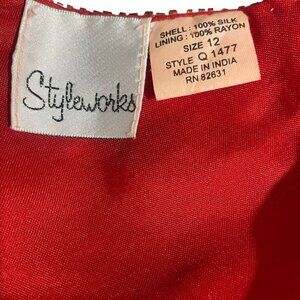 Styleworks
SHELL: 100% SILK
LINING: 100% RAYON
SIZE 12
STYLE Q 1477
MADE IN INDIA
RN 82631